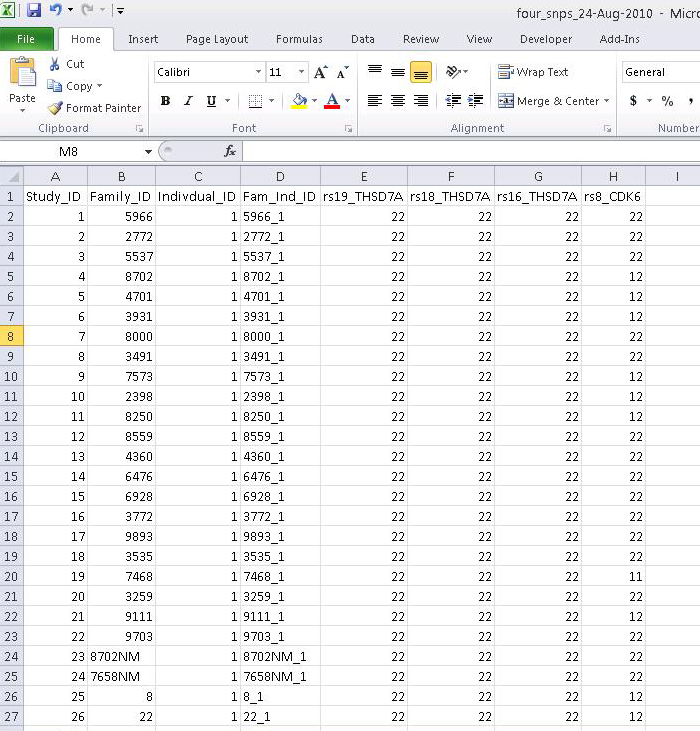 four_snps_24-Aug-2010 - Micro
File Home Insert Page Layout Formulas Data Review View Developer Add-Ins
Paste Cut Copy Format Painter
Calibri 11 A A
B I U A
Wrap Text
Merge & Center
General
$ % ,
Clipboard Font Alignment Number
M8 fx
A B C D E F G H I
1 Study_ID Family_ID Indivdual_ID Fam_Ind_ID rs19_THSD7A rs18_THSD7A rs16_THSD7A rs8_CDK6
2 1 5966 1 5966_1 22 22 22 22
3 2 2772 1 2772_1 22 22 22 22
4 3 5537 1 5537_1 22 22 22 22
5 4 8702 1 8702_1 22 22 22 12
6 5 4701 1 4701_1 22 22 22 12
7 6 3931 1 3931_1 22 22 22 12
8 7 8000 1 8000_1 22 22 22 22
9 8 3491 1 3491_1 22 22 22 22
10 9 7573 1 7573_1 22 22 22 12
11 10 2398 1 2398_1 22 22 22 12
12 11 8250 1 8250_1 22 22 22 12
13 12 8559 1 8559_1 22 22 22 22
14 13 4360 1 4360_1 22 22 22 22
15 14 6476 1 6476_1 22 22 22 22
16 15 6928 1 6928_1 22 22 22 22
17 16 3772 1 3772_1 22 22 22 12
18 17 9893 1 9893_1 22 22 22 22
19 18 3535 1 3535_1 22 22 22 22
20 19 7468 1 7468_1 22 22 22 11
21 20 3259 1 3259_1 22 22 22 22
22 21 9111 1 9111_1 22 22 22 12
23 22 9703 1 9703_1 22 22 22 22
24 23 8702NM 1 8702NM_1 22 22 22 22
25 24 7658NM 1 7658NM_1 22 22 22 22
26 25 8 1 8_1 22 22 22 12
27 26 22 1 22_1 22 22 22 12